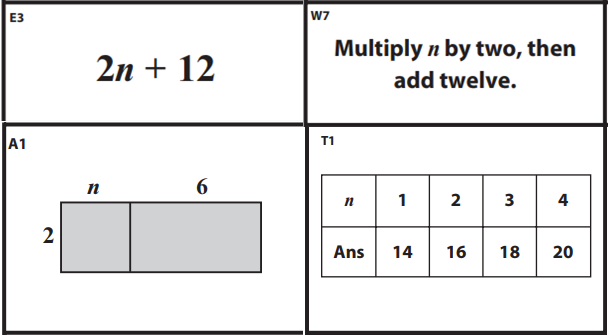 E3
2n + 12
W7
Multiply n by two, then
add twelve.
A1
n 6
2
T1
n 1 2 3 4
Ans 14 16 18 20